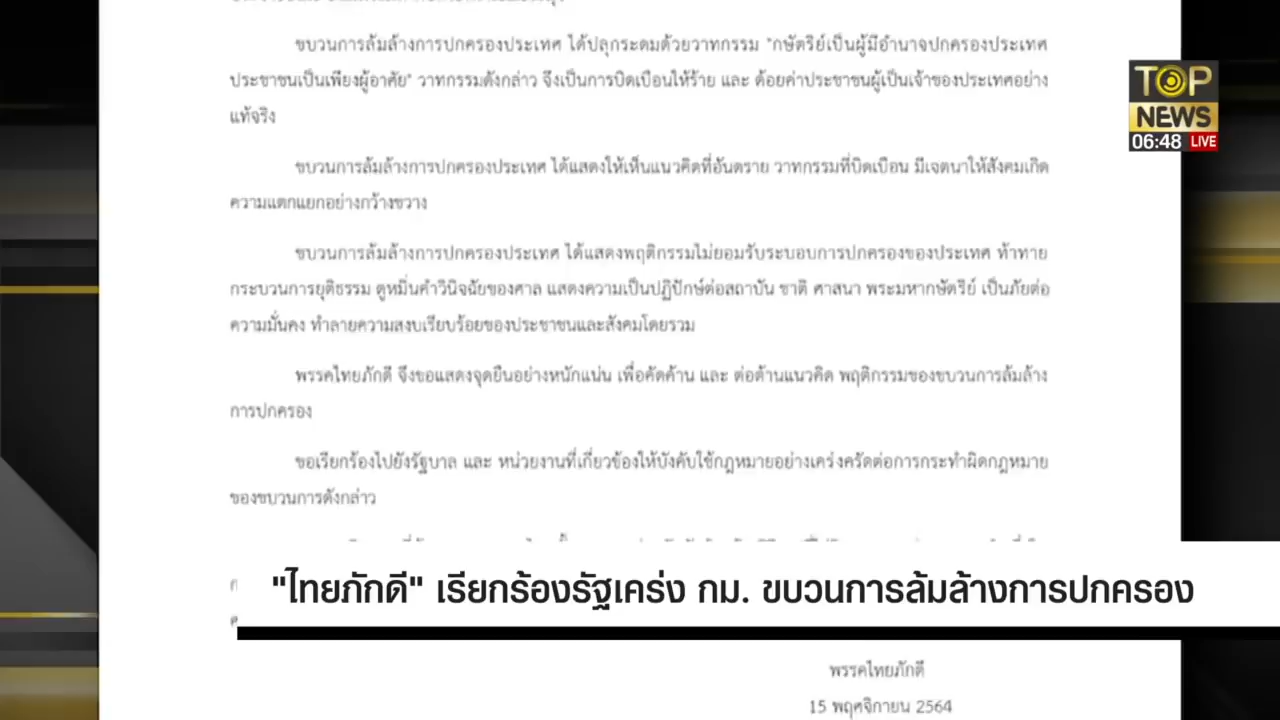 ขบวนการล้มล้างการปกครองประเทศ ได้ปลุกระดมด้วยวาทกรรม "กษัตริย์เป็นผู้มีอำนาจปกครองประเทศ
ประชาชนเป็นเพียงผู้อาศัย" วาทกรรมดังกล่าว จึงเป็นการบิดเบือนให้ร้าย และ ด้อยค่าประชาชนผู้เป็นเจ้าของประเทศอย่าง
แท้จริง
TOP
NEWS
06:48 LIVE
ขบวนการล้มล้างการปกครองประเทศ ได้แสดงให้เห็นแนวคิดที่อันตราย วาทกรรมที่บิดเบือน มีเจตนาให้สังคมเกิด
ความแตกแยกอย่างกว้างขวาง
ขบวนการล้มล้างการปกครองประเทศ ได้แสดงพฤติกรรมไม่ยอมรับระบอบการปกครองของประเทศ ท้าทาย
กระบวนการยุติธรรม ดูหมิ่นคำวินิจฉัยของศาล แสดงความเป็นปฏิปักษ์ต่อสถาบัน ชาติ ศาสนา พระมหากษัตริย์ เป็นภัยต่อ
ความมั่นคง ทำลายความสงบเรียบร้อยของประชาชนและสังคมโดยรวม
พรรคไทยภักดี จึงขอแสดงจุดยืนอย่างหนักแน่น เพื่อคัดค้าน และ ต่อต้านแนวคิด พฤติกรรมของขบวนการล้มล้าง
การปกครอง
ขอเรียกร้องไปยังรัฐบาล และ หน่วยงานที่เกี่ยวข้องให้บังคับใช้กฎหมายอย่างเคร่งครัดต่อการกระทำผิดกฎหมาย
ของขบวนการดังกล่าว
"ไทยภักดี" เรียกร้องรัฐเคร่ง กม. ขบวนการล้มล้างการปกครอง
พรรคไทยภักดี
15 พฤศจิกายน 2564